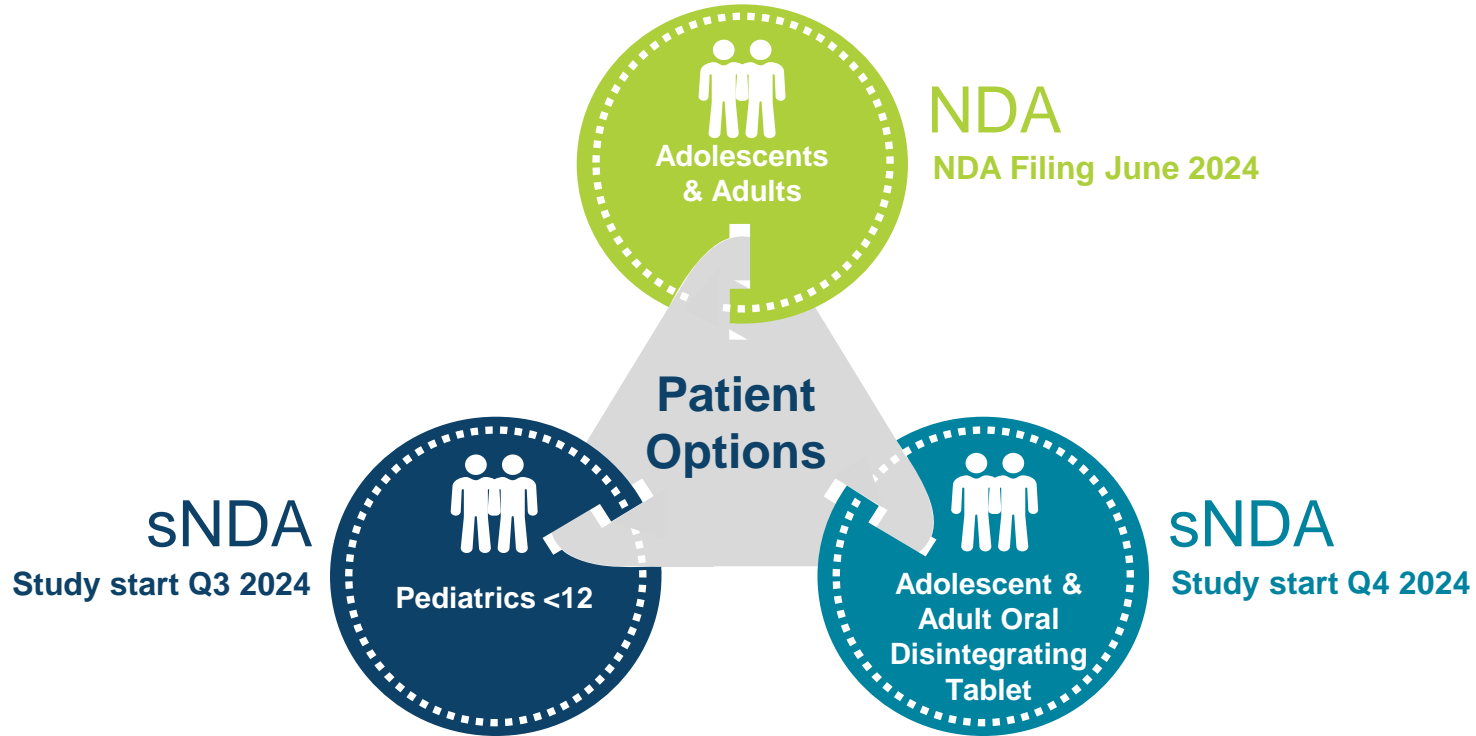 Adolescents
& Adults
NDA
NDA Filing June 2024
Patient
Options
sNDA
Study start Q3 2024
Pediatrics <12
Adolescent &
Adult Oral
Disintegrating
Tablet
sNDA
Study start Q4 2024